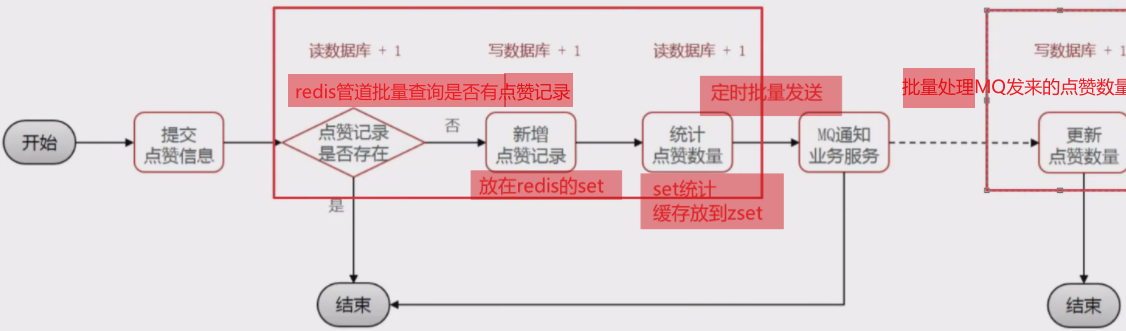 读数据库 + 1
写数据库 + 1
读数据库 + 1
写数据库 + 1
redis管道批量查询是否有点赞记录
定时批量发送
批量处理MQ发来的点赞数量
开始
提交
点赞信息
点赞记录
是否存在
否
新增
点赞记录
统计
点赞数量
MQ通知
业务服务
更新
点赞数量
放在redis的set
set统计
缓存放到zset
是
结束
结束